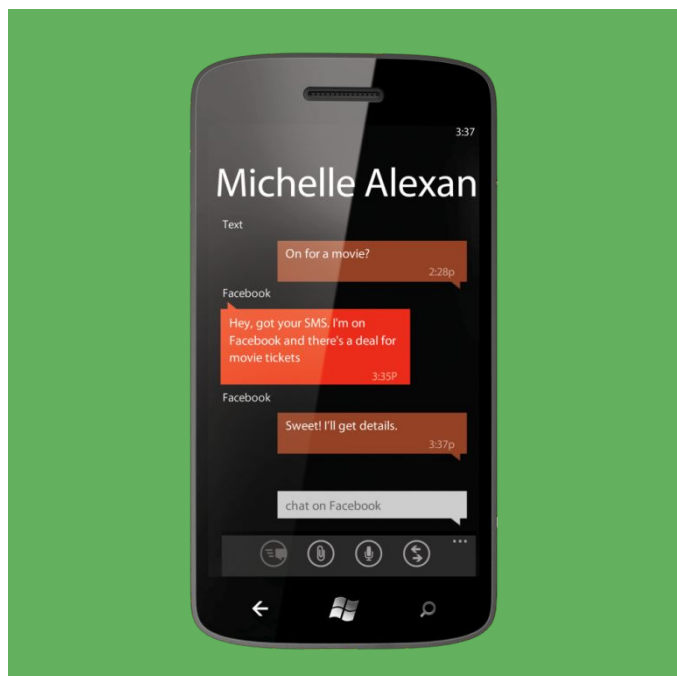 3:37
Michelle Alexan
Text
On for a movie?
2:28p
Facebook
Hey, got your SMS. I'm on
Facebook and there's a deal for
movie tickets
3:35P
Facebook
Sweet! I'll get details.
3:37p
chat on Facebook